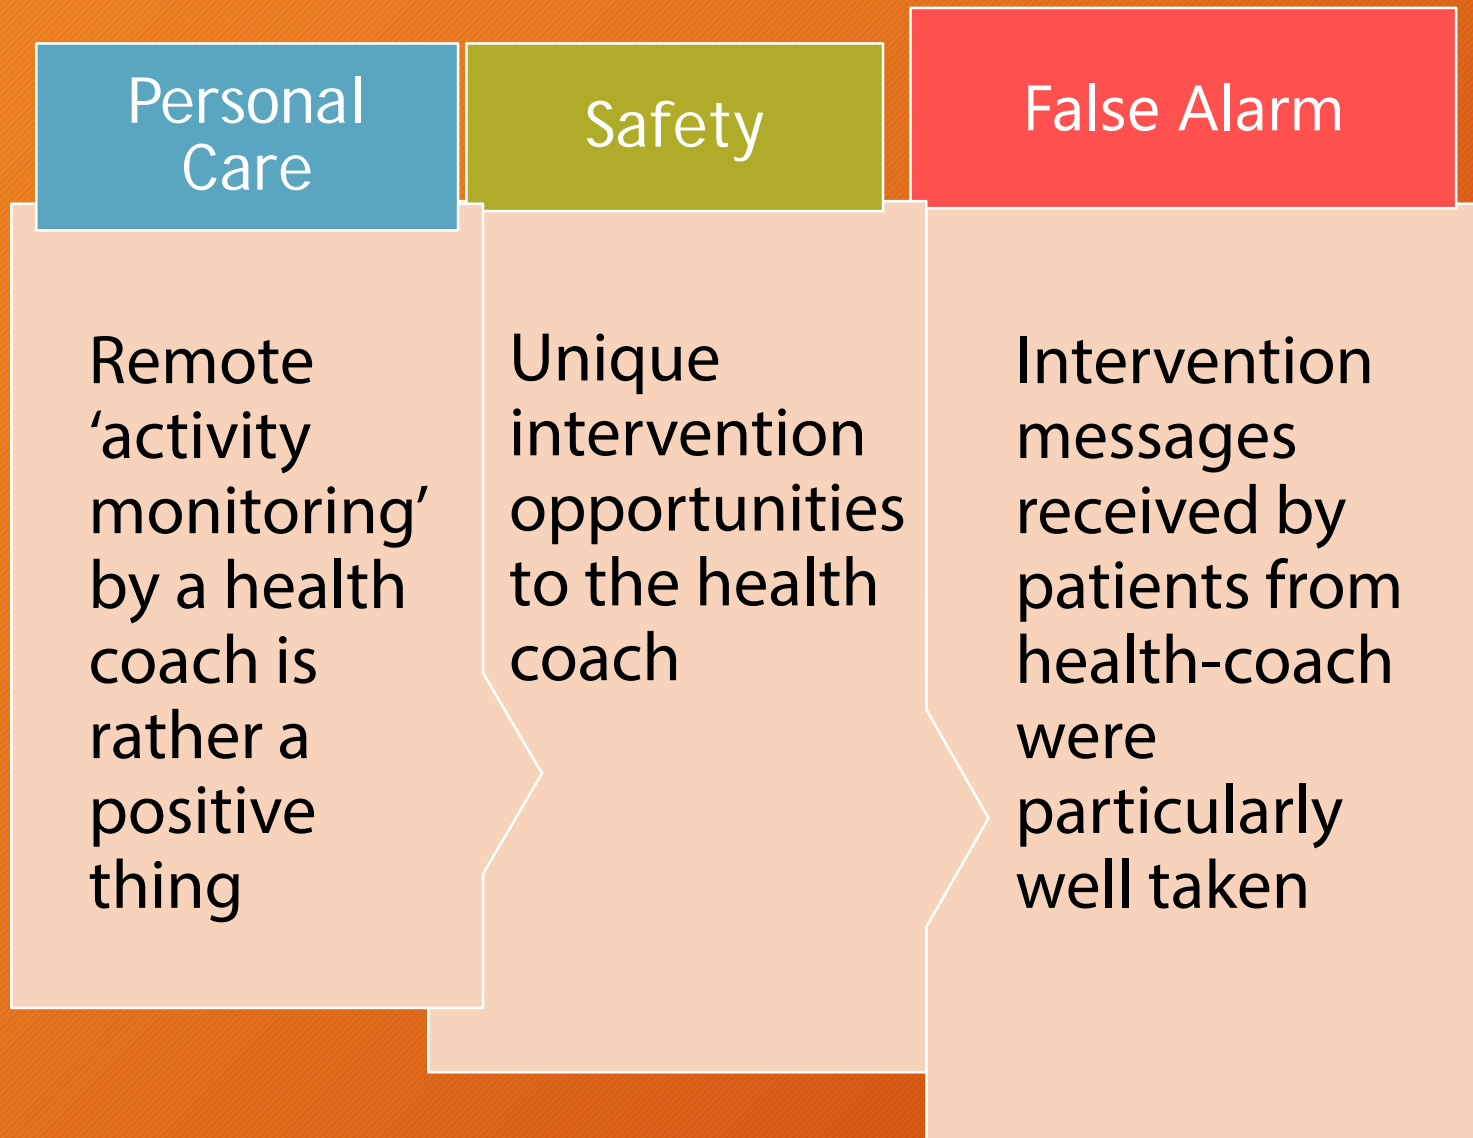 Personal
Care
Remote
‘activity
monitoring’
by a health
coach is
rather a
positive
thing
Safety
Unique
intervention
opportunities
to the health
coach
False Alarm
Intervention
messages
received by
patients from
health-coach
were
particularly
well taken